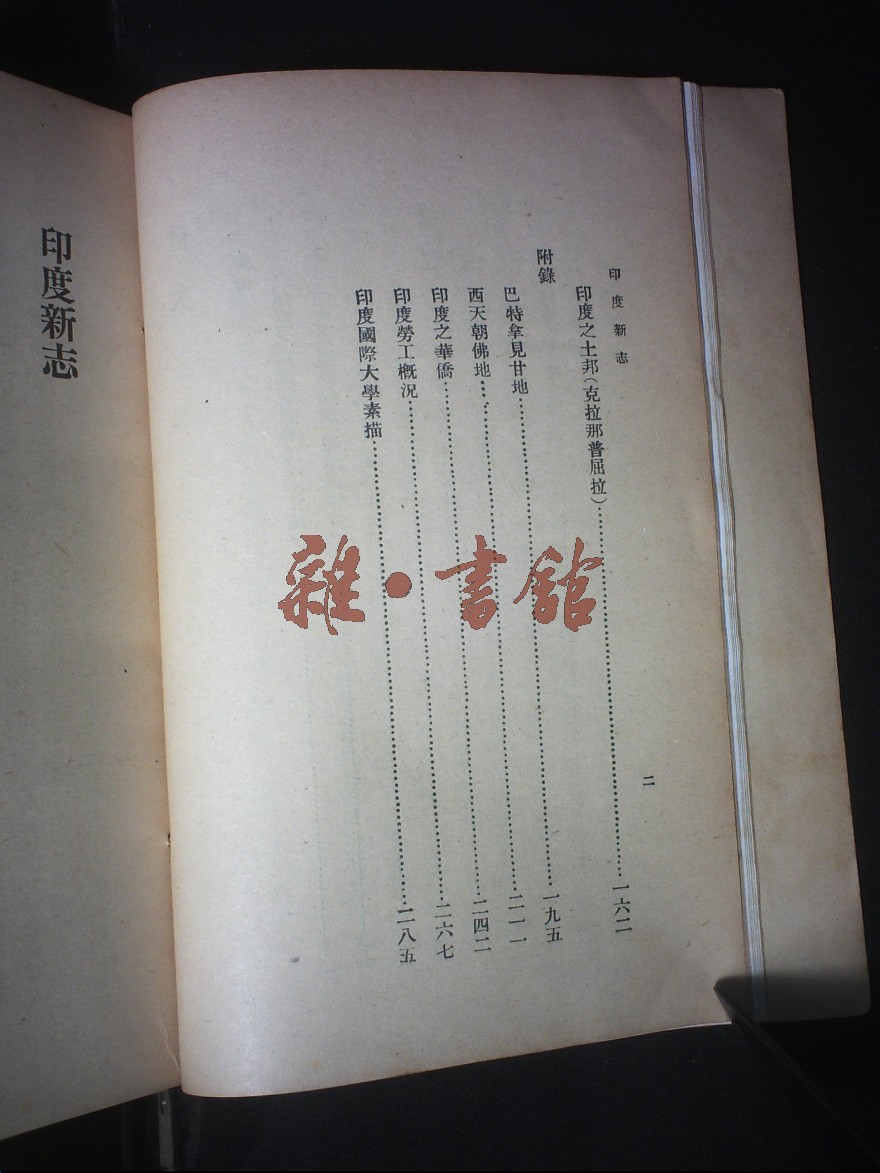 印度新志
二
印度之土邦（克拉那普屈拉）…………一六二
附錄
巴特拿見甘地…………一九五
西天朝佛地…………二一一
印度之華僑…………二四二
印度勞工概況…………二六七
印度國際大學素描…………二八五
印度新志
雜·書館